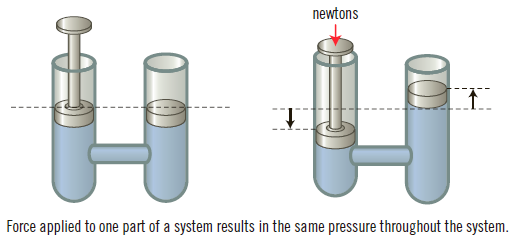 newtons
Force applied to one part of a system results in the same pressure throughout the system.